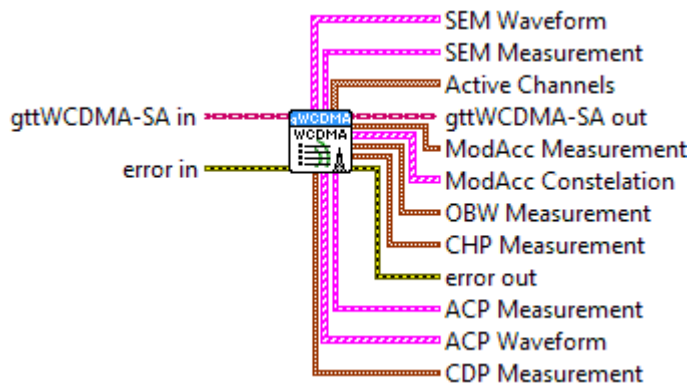 SEM Waveform
SEM Measurement
Active Channels
gttWCDMA-SA in
gttWCDMA-SA out
qWCDMA
WCDMA
ModAcc Measurement
error in
ModAcc Constelation
OBW Measurement
CHP Measurement
error out
ACP Measurement
ACP Waveform
CDP Measurement